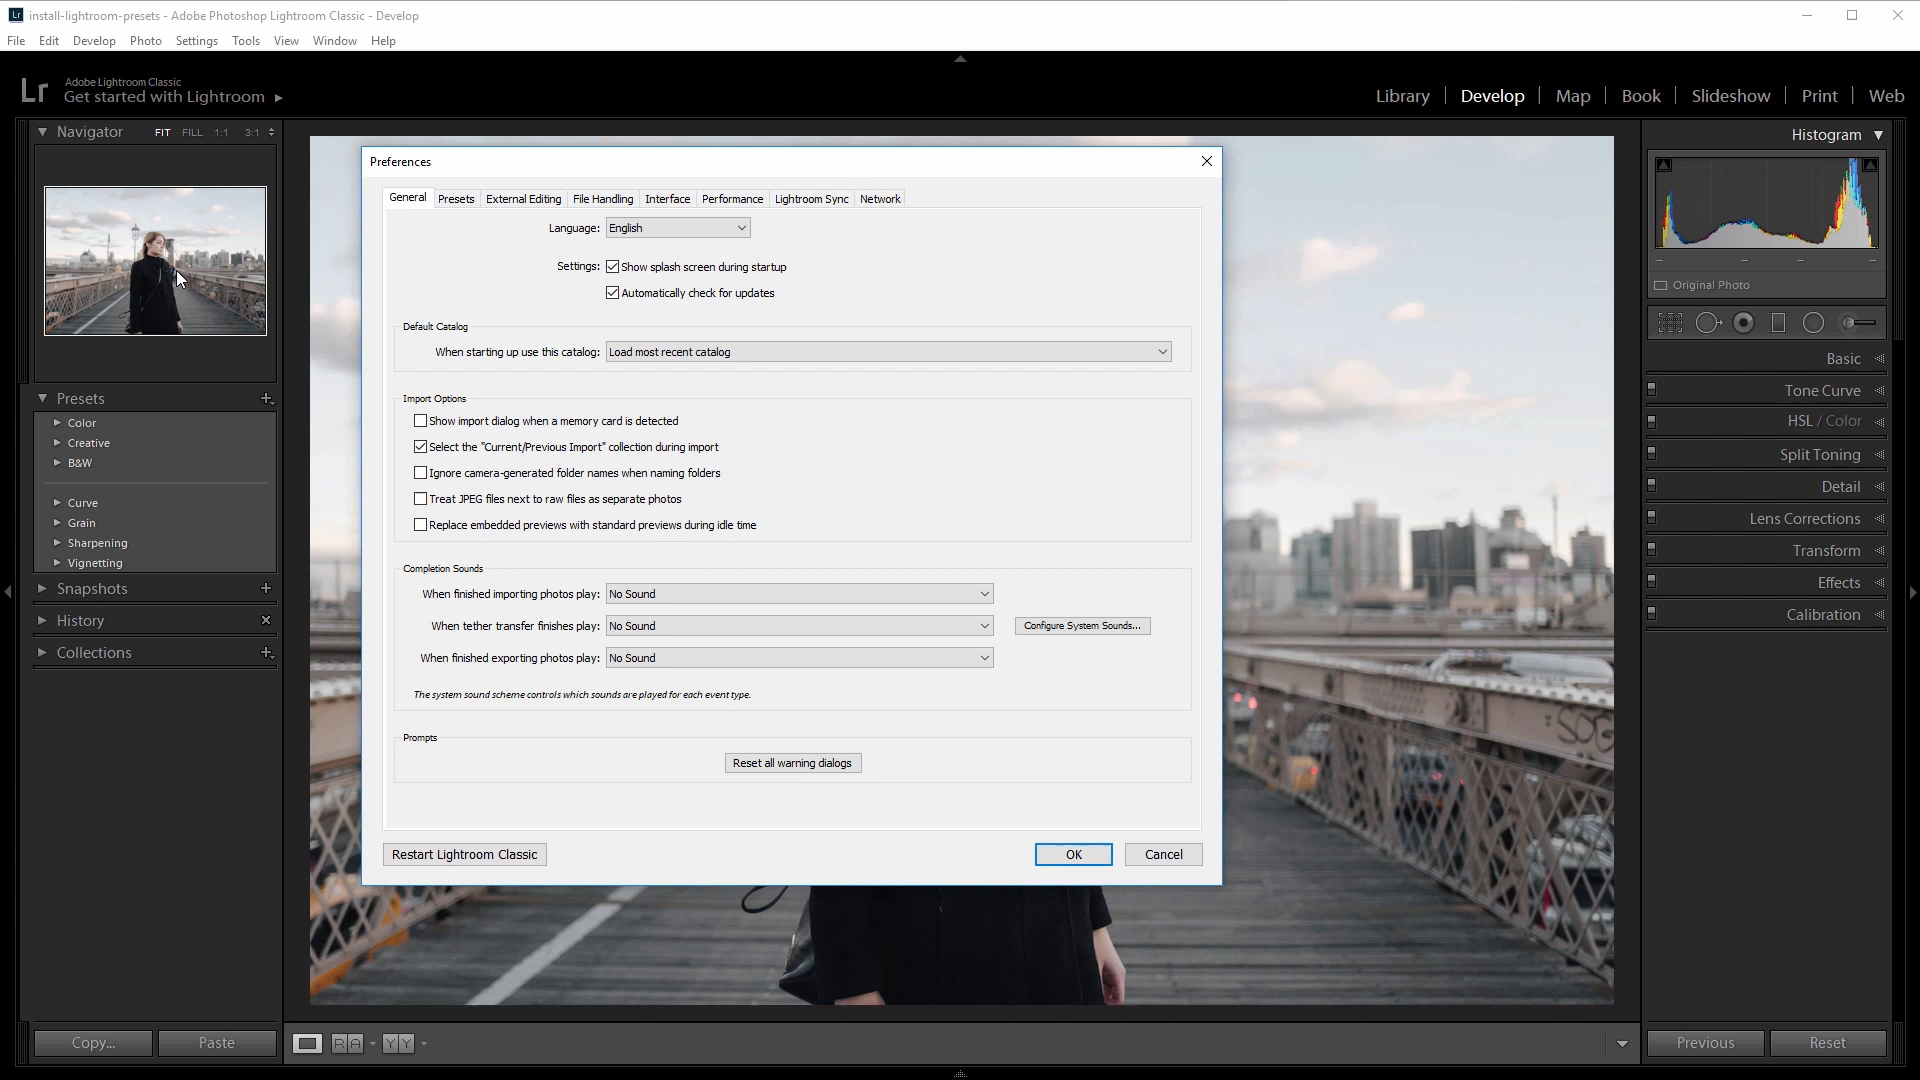 Lr install-lightroom-presets - Adobe Photoshop Lightroom Classic - Develop
File Edit Develop Photo Settings Tools View Window Help
Lr
Adobe Lightroom Classic
Get started with Lightroom
Library Develop Map Book Slideshow Print Web
Navigator FIT FILL 1:1 3:1
Presets
Color
Creative
B&W
Curve
Grain
Sharpening
Vignetting
Snapshots
History
Collections
Copy... Paste
Preferences
General Presets External Editing File Handling Interface Performance Lightroom Sync Network
Language: English
Settings: Show splash screen during startup
Automatically check for updates
Default Catalog
When starting up use this catalog: Load most recent catalog
Import Options
Show import dialog when a memory card is detected
Select the "Current/Previous Import" collection during import
Ignore camera-generated folder names when naming folders
Treat JPEG files next to raw files as separate photos
Replace embedded previews with standard previews during idle time
Completion Sounds
When finished importing photos play: No Sound
When tether transfer finishes play: No Sound Configure System Sounds...
When finished exporting photos play: No Sound
The system sound scheme controls which sounds are played for each event type.
Prompts
Reset all warning dialogs
Restart Lightroom Classic OK Cancel
R A Y Y
Histogram
Original Photo
Basic
Tone Curve
HSL / Color
Split Toning
Detail
Lens Corrections
Transform
Effects
Calibration
Previous Reset